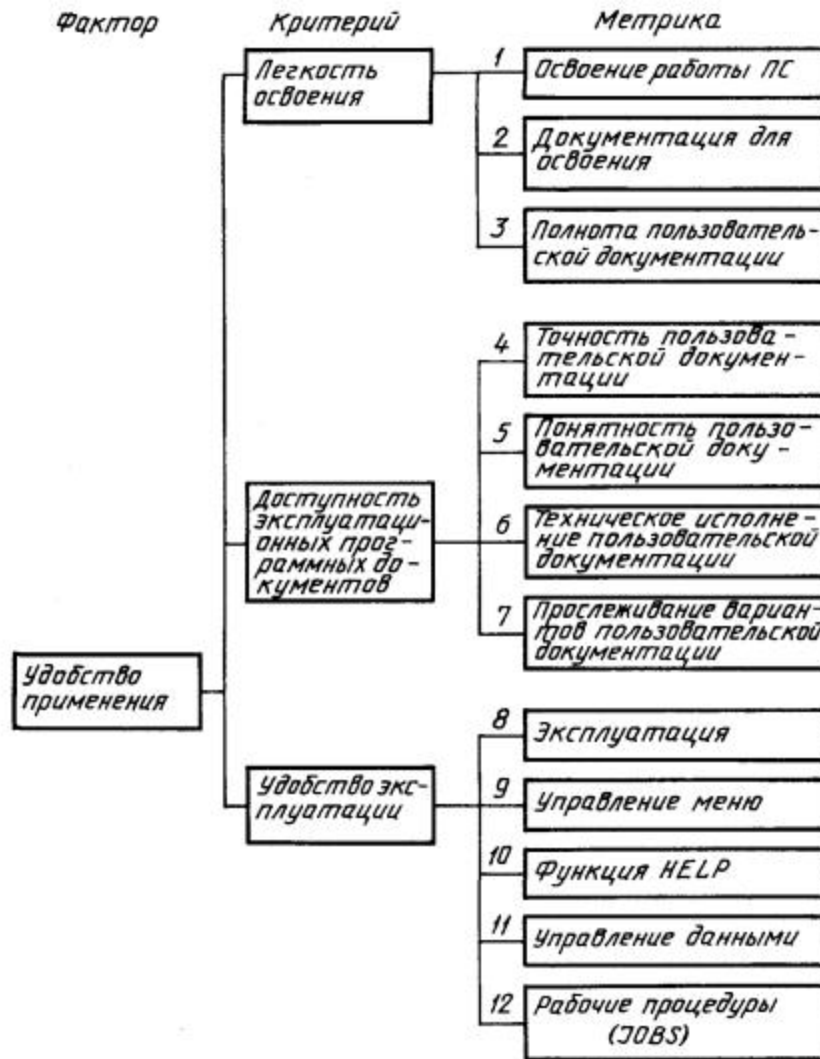 Фактор Критерий Метрика
Легкость
освоения
1 Освоение работы ПС
2 Документация для
освоения
3 Полнота пользователь-
ской документации
4 Точность пользова-
тельской докумен-
тации
5 Понятность пользо-
вательской доку-
ментации
Доступность
эксплуатаци-
онных прог-
раммных до-
кументов
6 Техническое исполне-
ние пользовательской
документации
7 Прослеживание вариан-
тов пользовательской
документации
Удобство
применения
8 Эксплуатация
Удобство экс-
плуатации
9 Управление меню
10 Функция HELP
11 Управление данными
12 Рабочие процедуры
(JOBS)